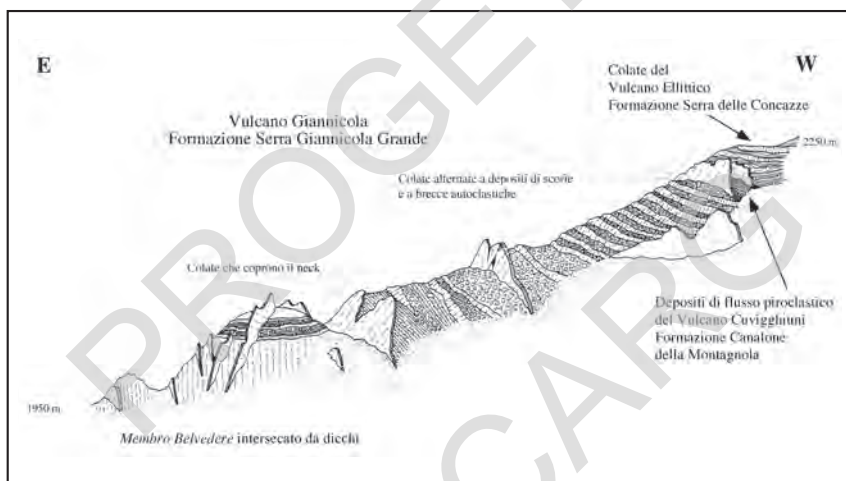 E
W
Colate del
Vulcano Ellittico
Formazione Serra delle Concazze
Vulcano Giannicola
Formazione Serra Giannicola Grande
2250 m.
Colate alternate a depositi di scorie
e a brecce autoclastiche
Colate che coprono il neck
Depositi di flusso piroclastico
del Vulcano Cuvigghiuni
Formazione Canalone
della Montagnola
1950 m.
Membro Belvedere intersecato da dicchi
CARG